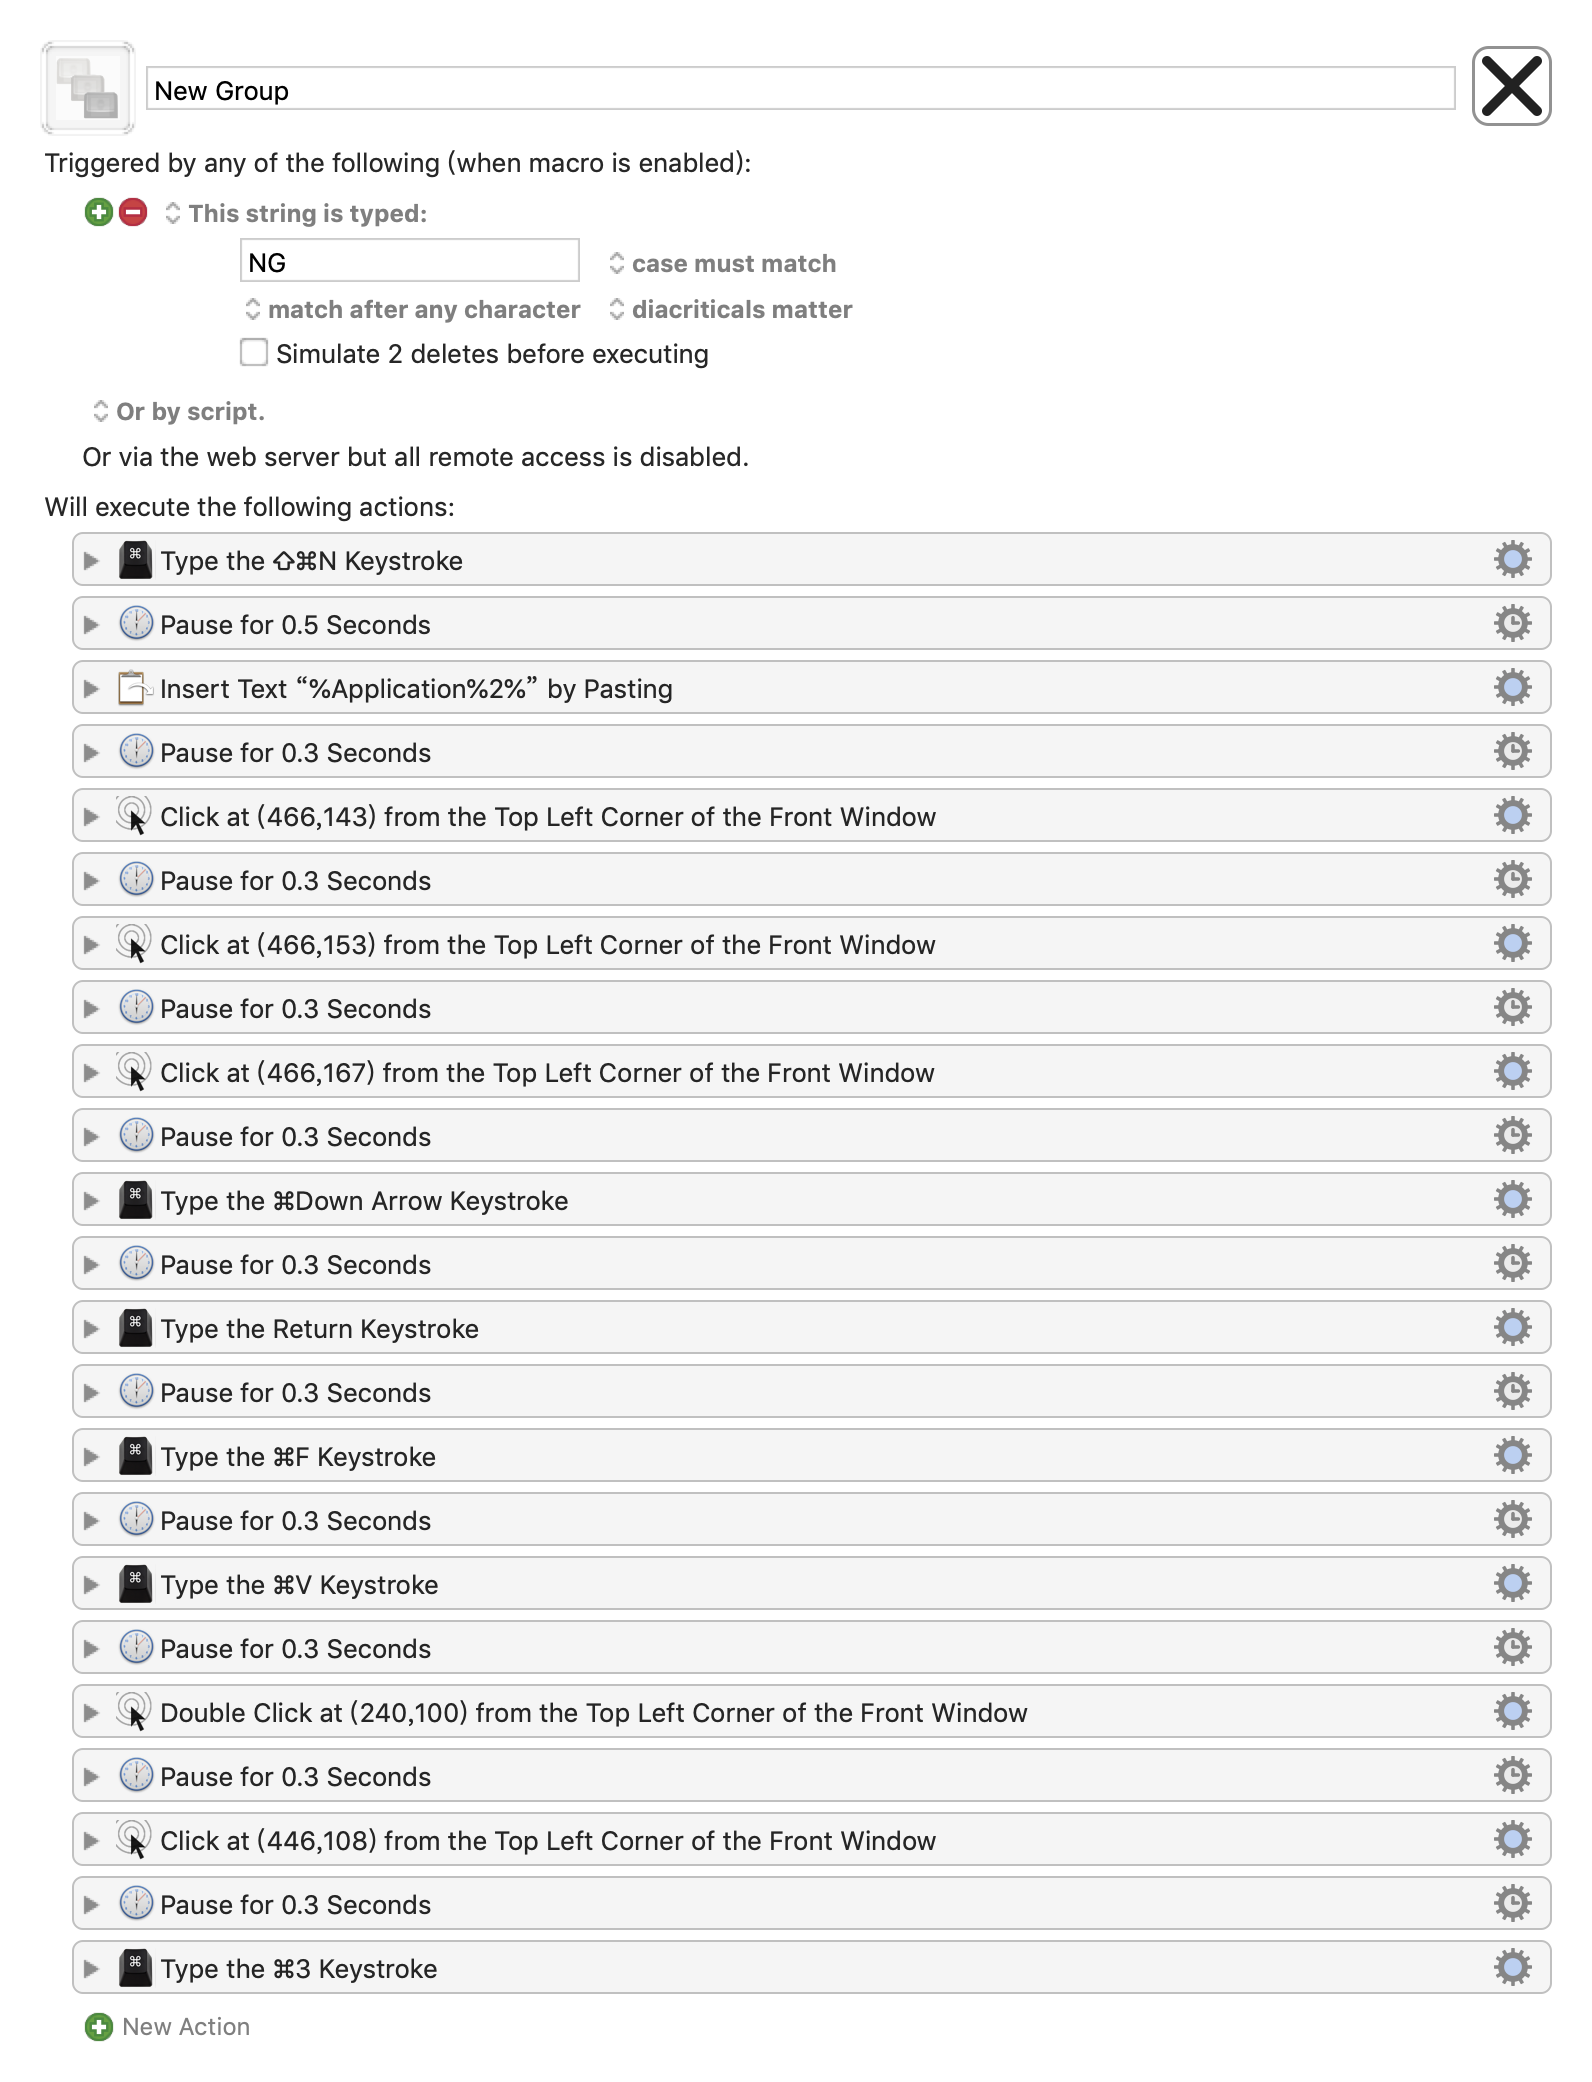 New Group
Triggered by any of the following (when macro is enabled):
This string is typed:
NG case must match
match after any character diacriticals matter
Simulate 2 deletes before executing
Or by script.
Or via the web server but all remote access is disabled.
Will execute the following actions:
⌘ Type the ⇧⌘N Keystroke
Pause for 0.5 Seconds
Insert Text “%Application%2%” by Pasting
Pause for 0.3 Seconds
Click at (466,143) from the Top Left Corner of the Front Window
Pause for 0.3 Seconds
Click at (466,153) from the Top Left Corner of the Front Window
Pause for 0.3 Seconds
Click at (466,167) from the Top Left Corner of the Front Window
Pause for 0.3 Seconds
⌘ Type the ⌘Down Arrow Keystroke
Pause for 0.3 Seconds
⌘ Type the Return Keystroke
Pause for 0.3 Seconds
⌘ Type the ⌘F Keystroke
Pause for 0.3 Seconds
⌘ Type the ⌘V Keystroke
Pause for 0.3 Seconds
Double Click at (240,100) from the Top Left Corner of the Front Window
Pause for 0.3 Seconds
Click at (446,108) from the Top Left Corner of the Front Window
Pause for 0.3 Seconds
⌘ Type the ⌘3 Keystroke
New Action